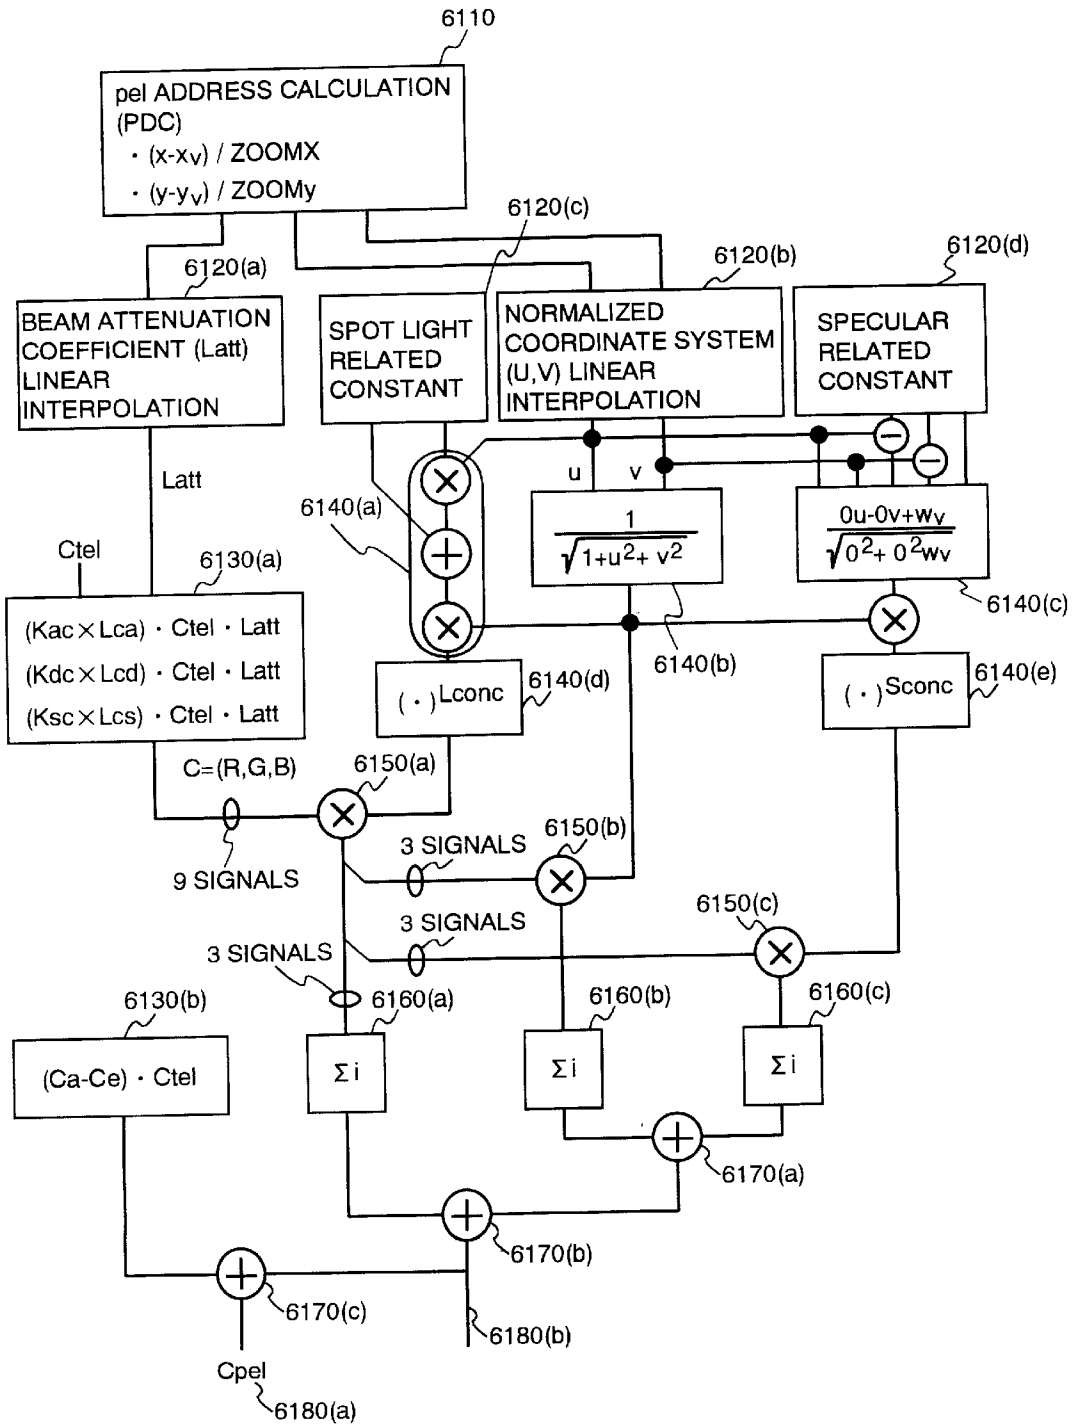 6110
pel ADDRESS CALCULATION
(PDC)
· (x-xv) / ZOOMX
· (y-yv) / ZOOMy
6120(c)
6120(a)
6120(b)
6120(d)
BEAM ATTENUATION
COEFFICIENT (Latt)
LINEAR
INTERPOLATION
SPOT LIGHT
RELATED
CONSTANT
NORMALIZED
COORDINATE SYSTEM
(U,V) LINEAR
INTERPOLATION
SPECULAR
RELATED
CONSTANT
Latt
u
v
6140(a)
1
√1+u²+ v²
0u-0v+wv
√0²+ 0²wv
Ctel
6130(a)
6140(c)
(Kac×Lca) · Ctel · Latt
(Kdc×Lcd) · Ctel · Latt
(Ksc×Lcs) · Ctel · Latt
6140(b)
(·)Lconc
6140(d)
(·)Sconc
6140(e)
C=(R,G,B)
6150(a)
9 SIGNALS
3 SIGNALS
6150(b)
3 SIGNALS
6150(c)
3 SIGNALS
6160(a)
6160(b)
6160(c)
6130(b)
(Ca-Ce) · Ctel
Σi
Σi
Σi
6170(a)
6170(b)
6170(c)
6180(b)
Cpel
6180(a)